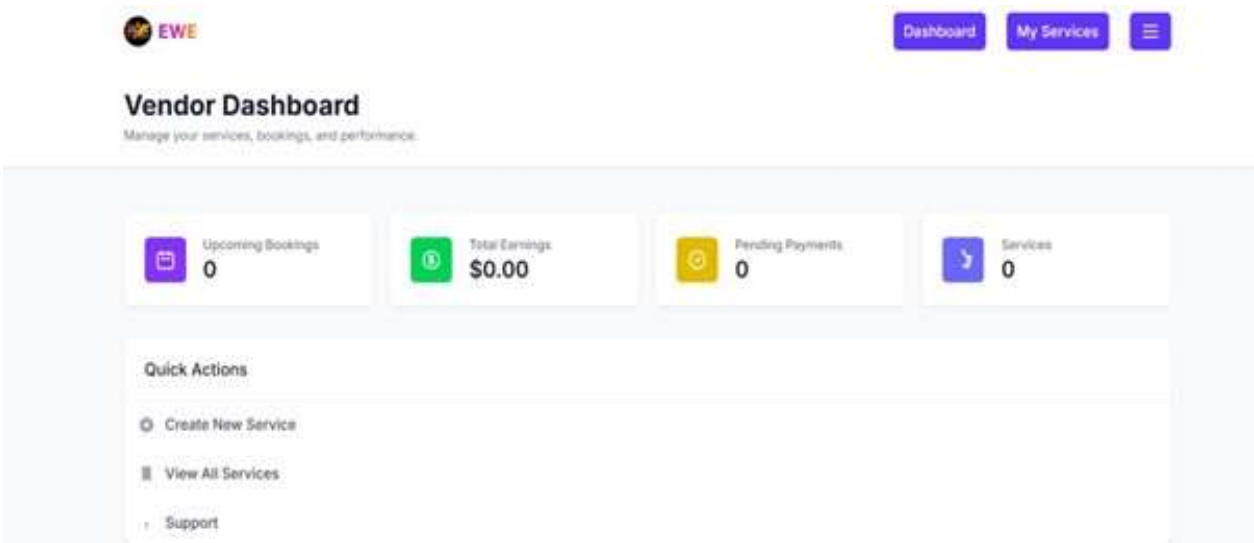 EWE
Dashboard
My Services
Vendor Dashboard
Manage your services, bookings, and performance.
Upcoming Bookings
0
Total Earnings
$0.00
Pending Payments
0
Services
0
Quick Actions
Create New Service
View All Services
Support